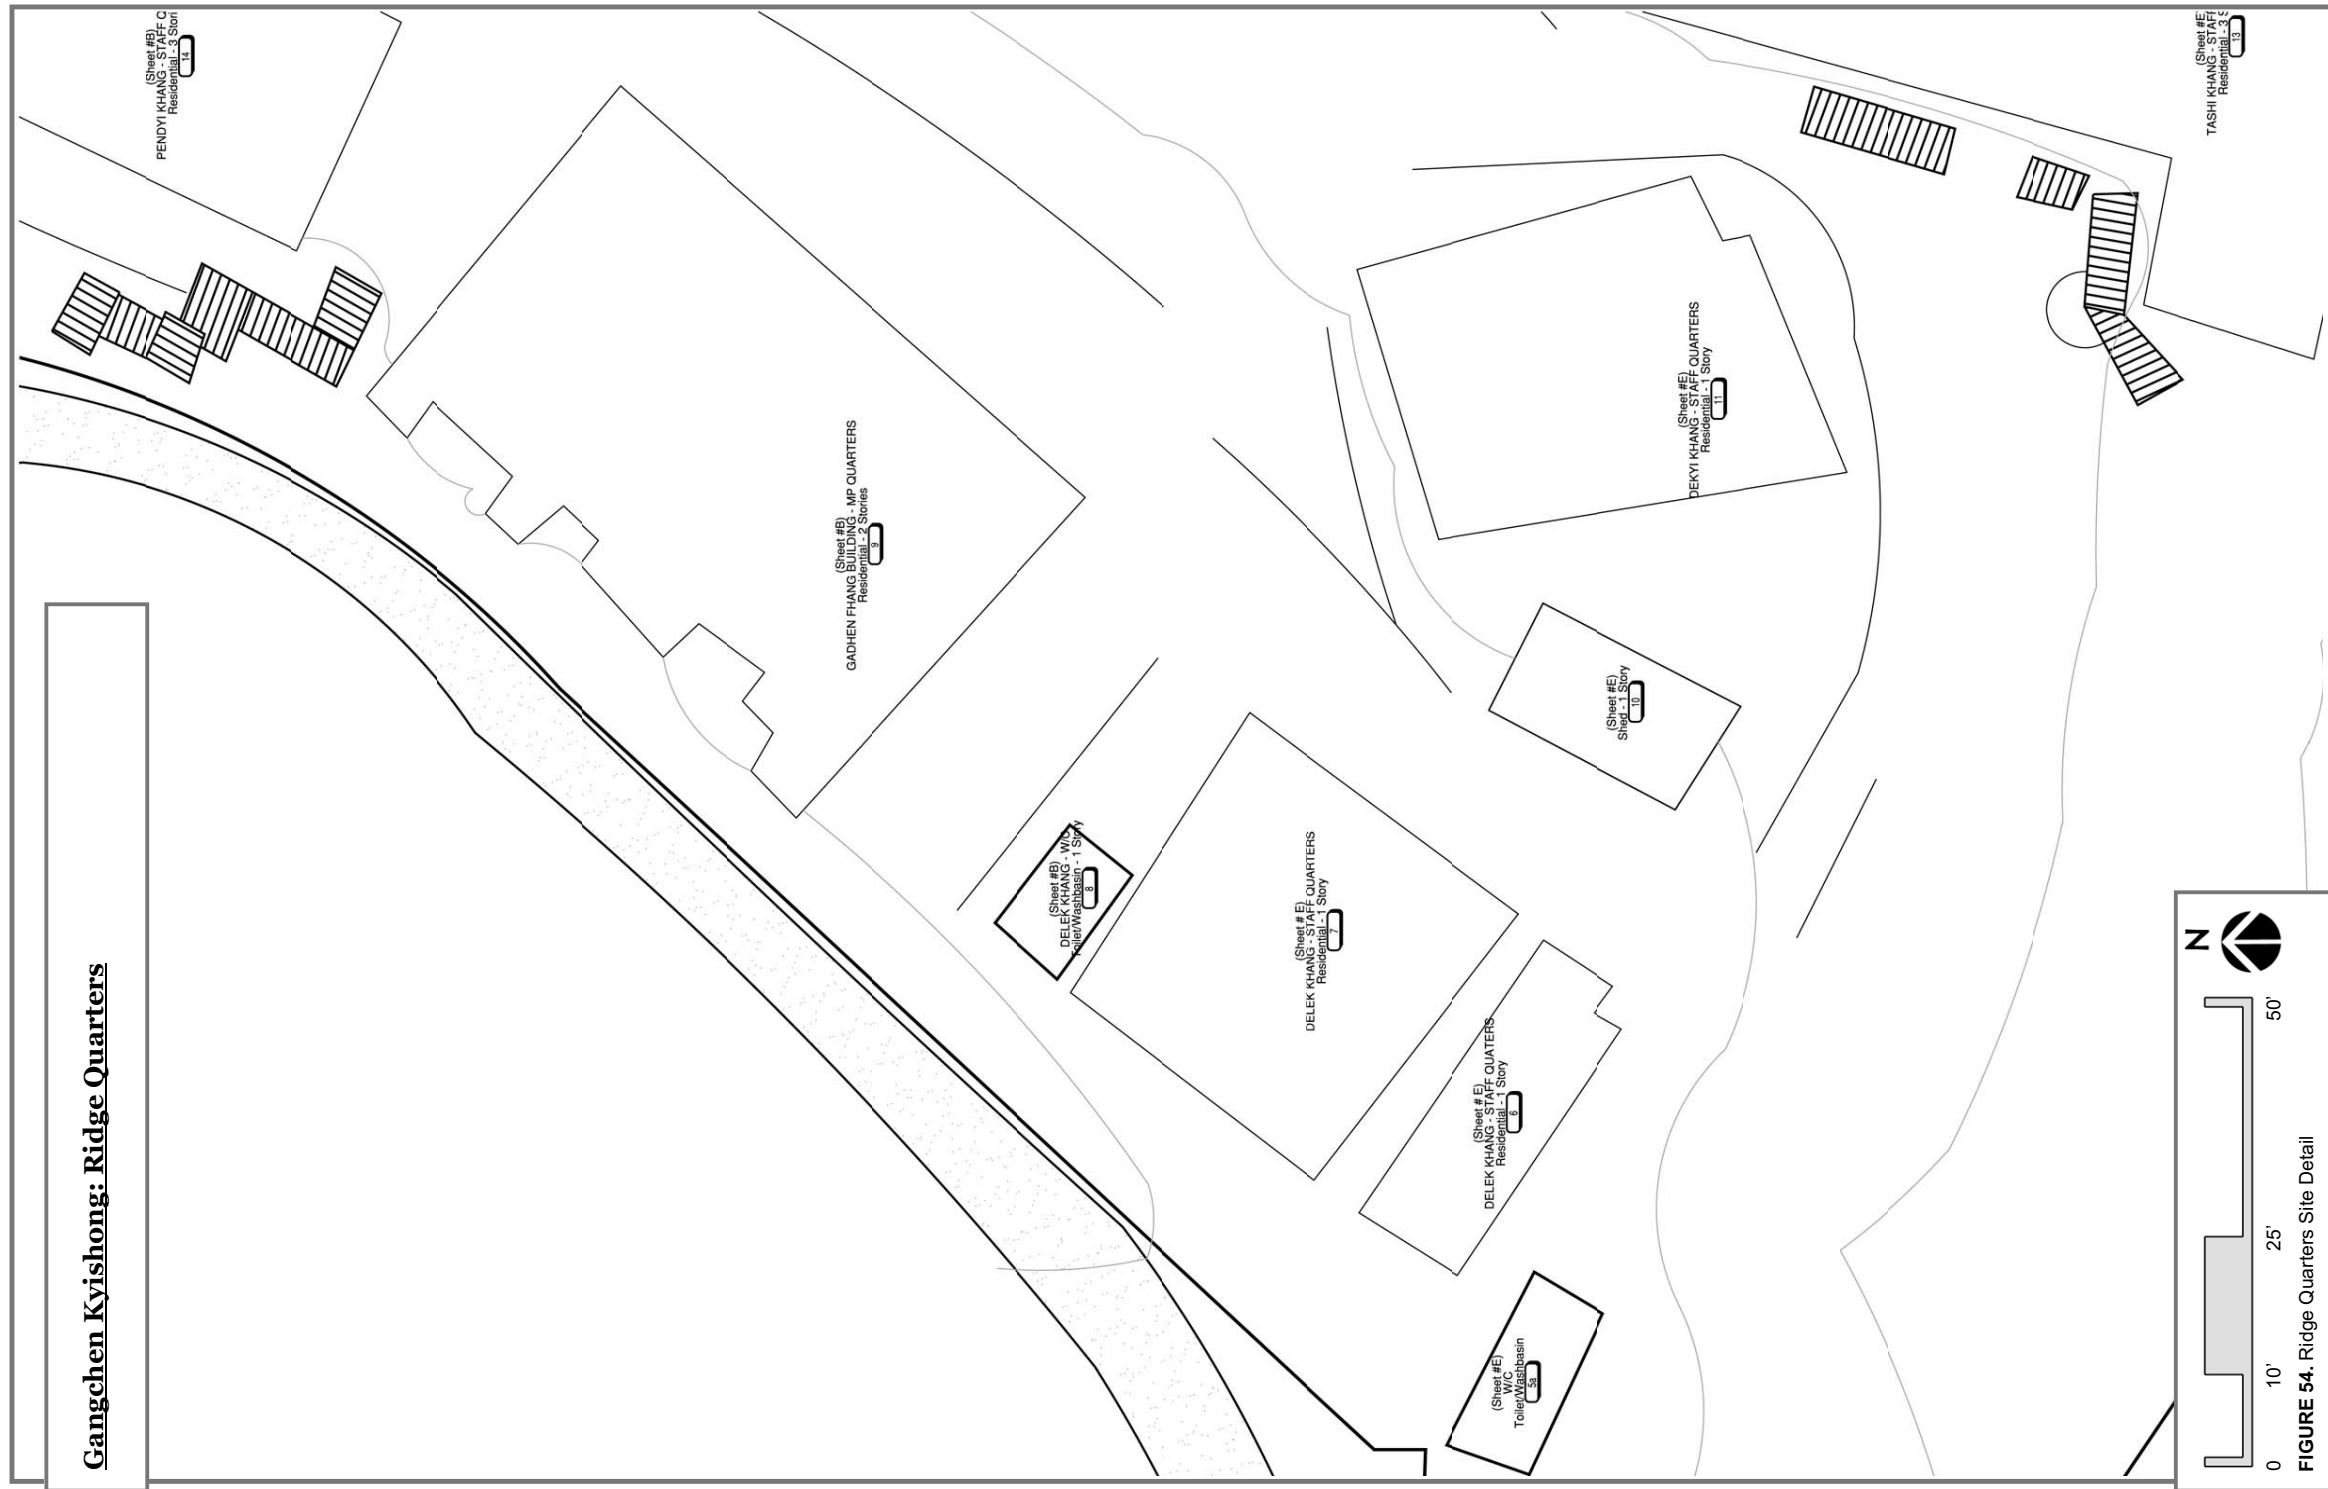 Gangchen Kyishong: Ridge Quarters
(Sheet #B)
PENDYI KHANG - STAFF Q
Residential - 3 Stori
14
(Sheet #B)
GADHEN FHANG BUILDING - MP QUARTERS
Residential - 2 Stories
9
(Sheet #B)
DELEK KHANG - W/C
Toilet/Washbasin - 1 Story
8
(Sheet # E)
DELEK KHANG - STAFF QUARTERS
Residential - 1 Story
7
(Sheet # E)
DELEK KHANG - STAFF QUATERS
Residential - 1 Story
6
(Sheet #E)
W/C
Toilet/Washbasin
5a
(Sheet #E)
Shed - 1 Story
10
(Sheet #E)
DEKYI KHANG - STAFF QUARTERS
Residential - 1 Story
11
(Sheet #E
TASHI KHANG - STAFF
Residential - 3 S
13
N
0 10' 25' 50'
FIGURE 54. Ridge Quarters Site Detail